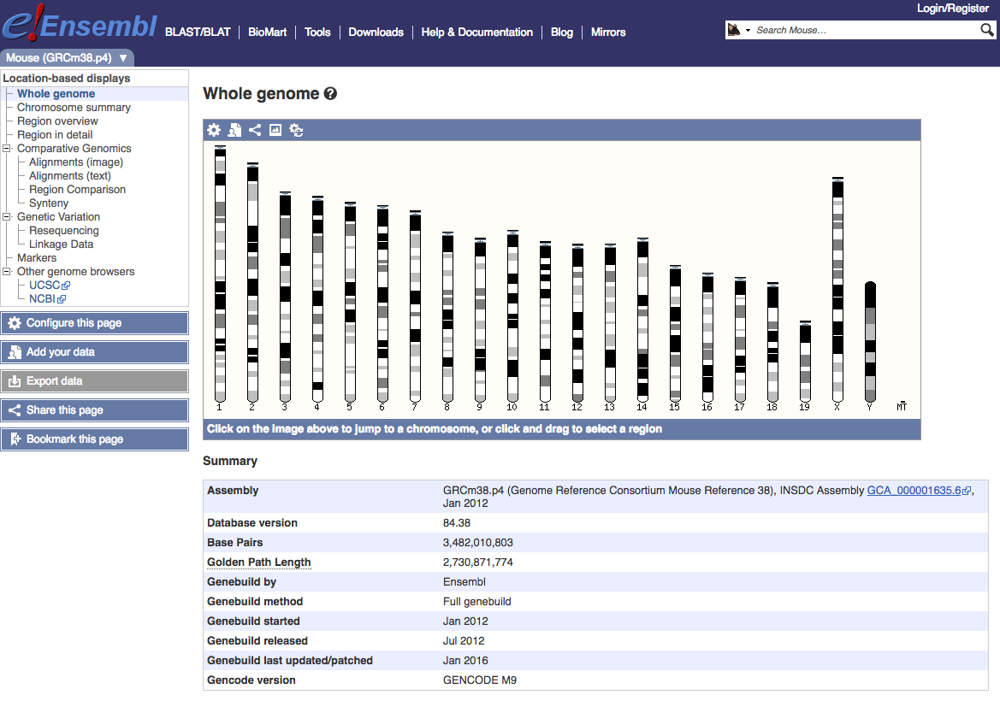 Login/Register
e!Ensembl BLAST/BLAT BioMart Tools Downloads Help & Documentation Blog Mirrors Search Mouse...
Mouse (GRCm38.p4) ▼
Location-based displays
Whole genome
Chromosome summary
Region overview
Region in detail
Comparative Genomics
Alignments (image)
Alignments (text)
Region Comparison
Synteny
Genetic Variation
Resequencing
Linkage Data
Markers
Other genome browsers
UCSC
NCBI
Configure this page
Add your data
Export data
Share this page
Bookmark this page
Whole genome
1 2 3 4 5 6 7 8 9 10 11 12 13 14 15 16 17 18 19 X Y MT
Click on the image above to jump to a chromosome, or click and drag to select a region
Summary
Assembly GRCm38.p4 (Genome Reference Consortium Mouse Reference 38), INSDC Assembly GCA_000001635.6,
Jan 2012
Database version 84.38
Base Pairs 3,482,010,803
Golden Path Length 2,730,871,774
Genebuild by Ensembl
Genebuild method Full genebuild
Genebuild started Jan 2012
Genebuild released Jul 2012
Genebuild last updated/patched Jan 2016
Gencode version GENCODE M9